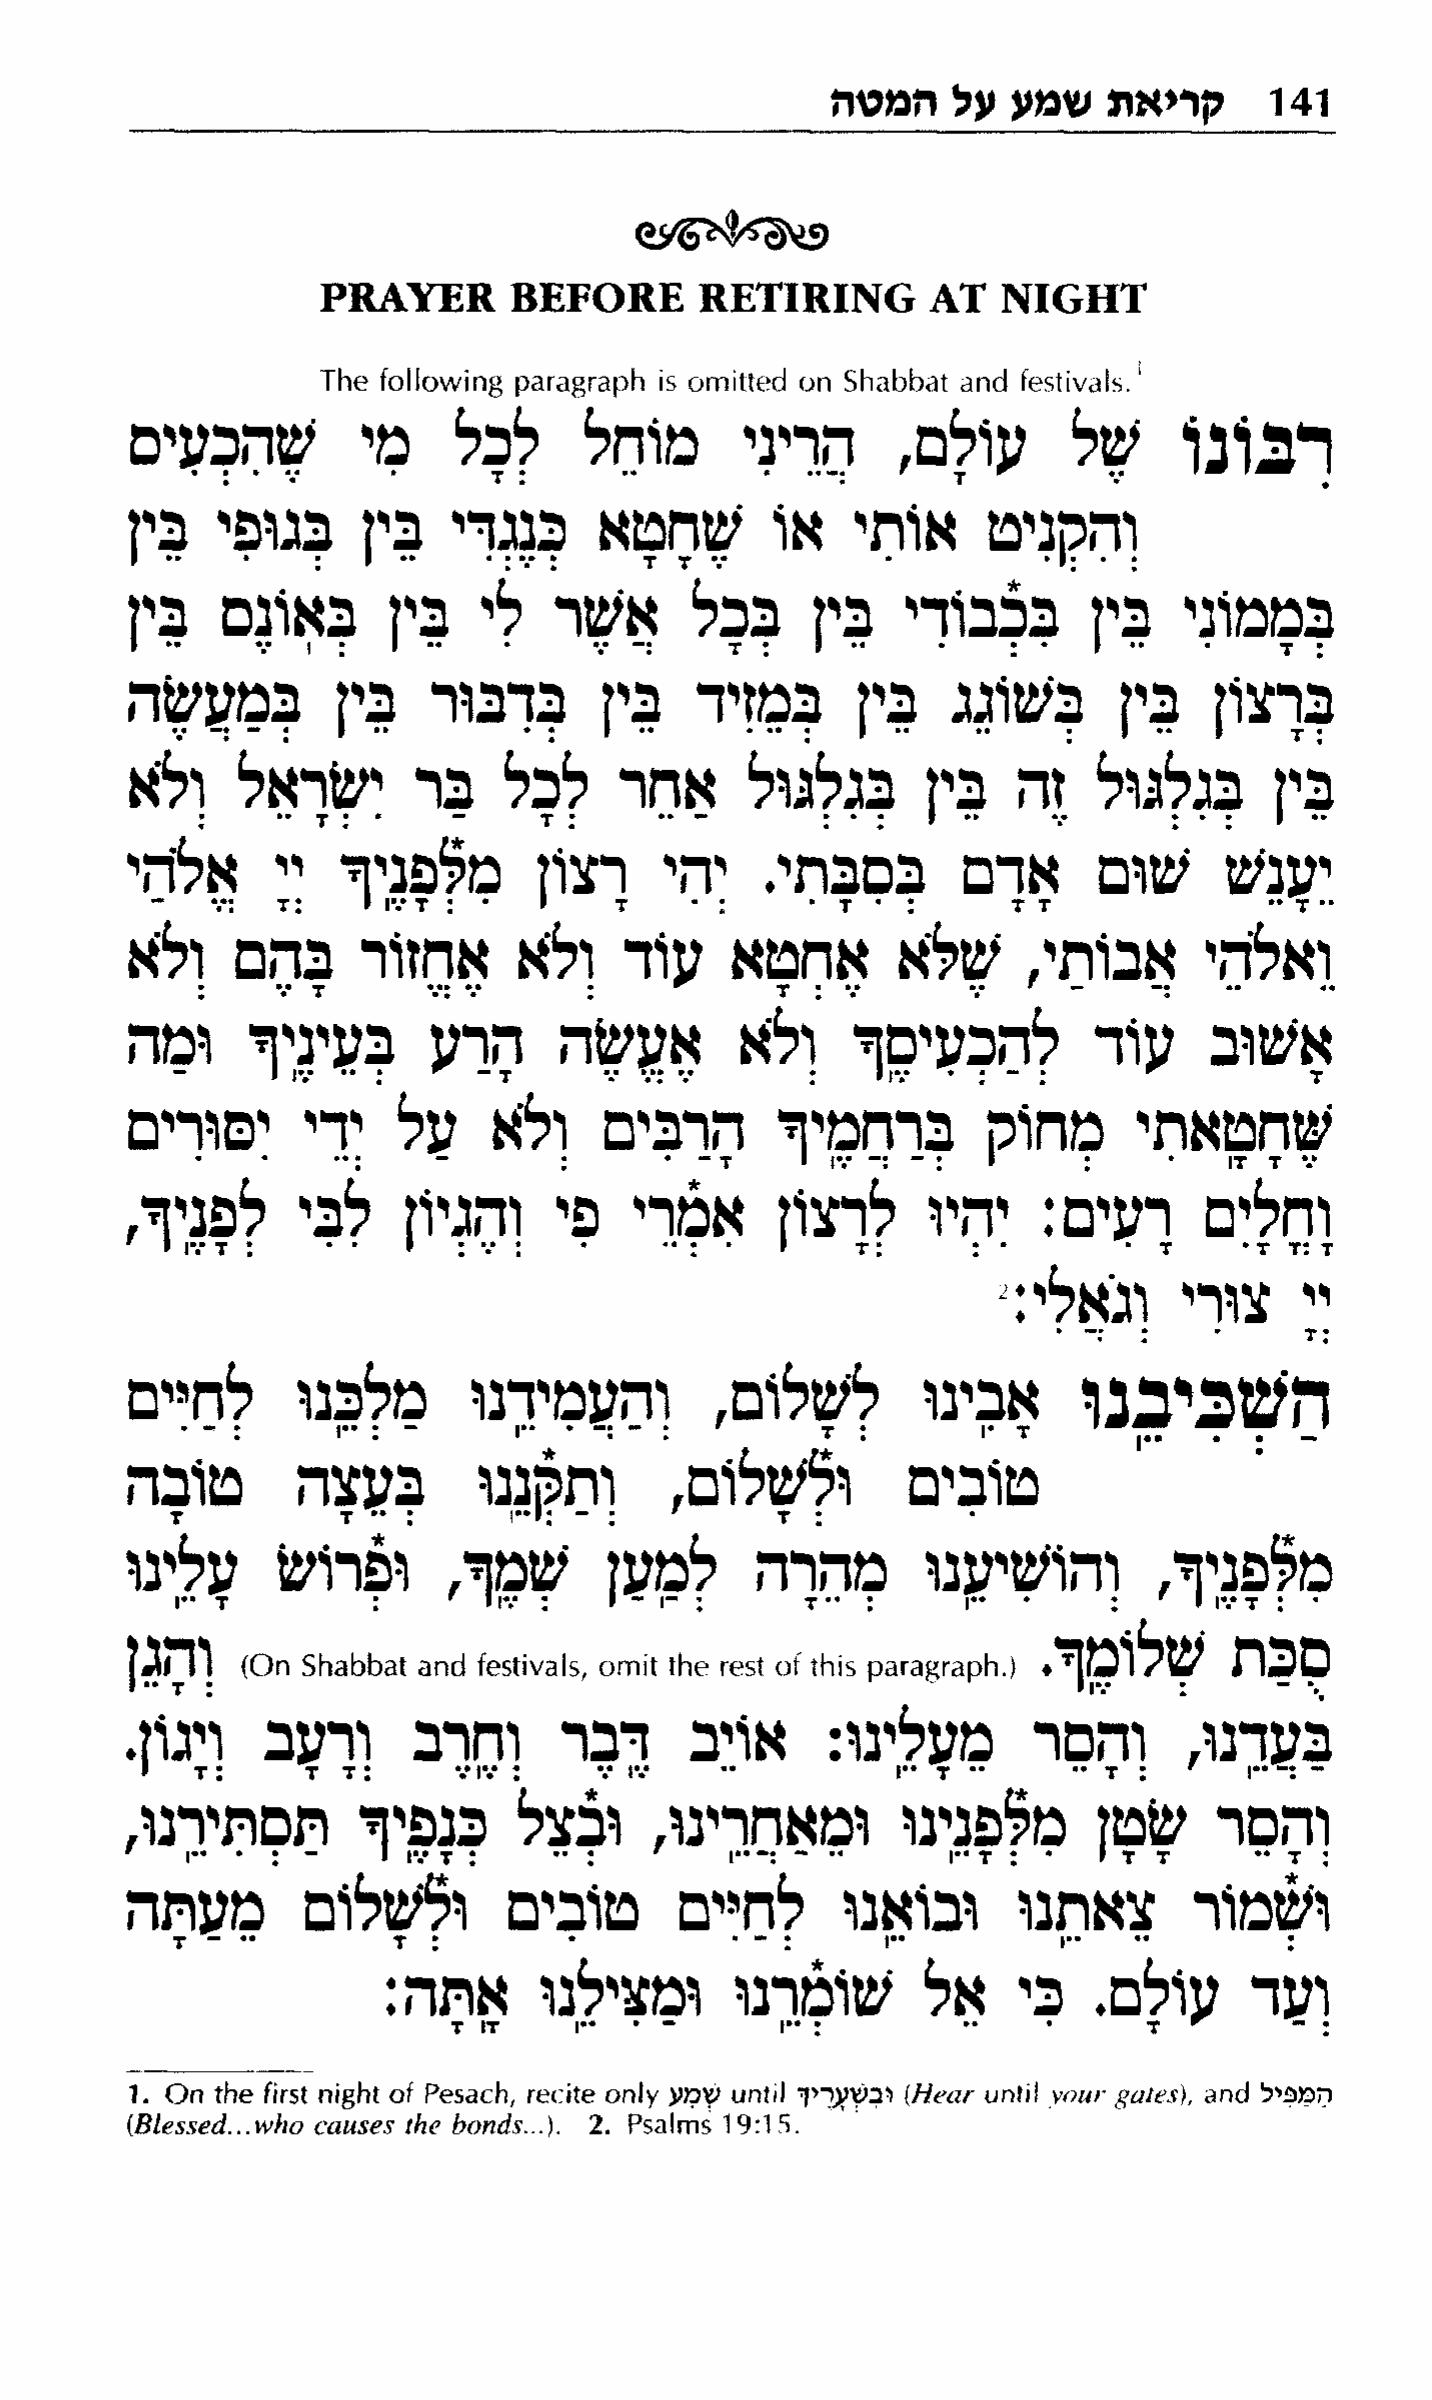 141 קריאת שמע על המטה
PRAYER BEFORE RETIRING AT NIGHT
The following paragraph is omitted on Shabbat and festivals.¹
רִבּוֹנוֹ שֶׁל עוֹלָם, הֲרֵינִי מוֹחֵל לְכָל מִי שֶׁהִכְעִיס
וְהִקְנִיט אוֹתִי אוֹ שֶׁחָטָא כְּנֶגְדִּי בֵּין בְּגוּפִי בֵּין
בְּמָמוֹנִי בֵּין בִּכְ*בוֹדִי בֵּין בְּכָל אֲשֶׁר לִי בֵּין בְּאֽוֹנֶס בֵּין
בְּרָצוֹן בֵּין בְּשׁוֹגֵג בֵּין בְּמֵזִיד בֵּין בְּדִבּוּר בֵּין בְּמַעֲשֶׂה
בֵּין בְּגִלְגּוּל זֶה בֵּין בְּגִלְגּוּל אַחֵר לְכָל בַּר יִשְׂרָאֵל וְלֹא
יֵעָנֵשׁ שׁוּם אָדָם בְּסִבָּתִי. יְהִי רָצוֹן מִלְּ*פָנֶֽיךָ יְיָ אֱלֹהַי
וֵאלֹהֵי אֲבוֹתַי, שֶׁלֹּא אֶחְטָא עוֹד וְלֹא אֶחֱזוֹר בָּהֶם וְלֹא
אָשׁוּב עוֹד לְהַכְעִיסֶֽךָ וְלֹא אֶעֱשֶׂה הָרַע בְּעֵינֶֽיךָ וּמַה
שֶּׁחָטָֽאתִי מְחוֹק בְּרַחֲמֶֽיךָ הָרַבִּים וְלֹא עַל יְדֵי יִסּוּרִים
וָחֳלָיִם רָעִים: יִהְיוּ לְרָצוֹן אִמְ*רֵי פִי וְהֶגְיוֹן לִבִּי לְפָנֶֽיךָ,
יְיָ צוּרִי וְגֹאֲלִי:²
הַשְׁכִּיבֵֽנוּ אָבִֽינוּ לְשָׁלוֹם, וְהַעֲמִידֵֽנוּ מַלְכֵּֽנוּ לְחַיִּים
טוֹבִים וּלְ*שָׁלוֹם, וְתַקְּ*נֵֽנוּ בְּעֵצָה טוֹבָה
מִלְּ*פָנֶֽיךָ, וְהוֹשִׁיעֵֽנוּ מְהֵרָה לְמַֽעַן שְׁמֶֽךָ, וּפְ*רוֹשׂ עָלֵֽינוּ
סֻכַּת שְׁלוֹמֶֽךָ. (On Shabbat and festivals, omit the rest of this paragraph.) וְהָגֵן
בַּעֲדֵֽנוּ, וְהָסֵר מֵעָלֵֽינוּ: אוֹיֵב דֶּֽבֶר וְחֶֽרֶב וְרָעָב וְיָגוֹן.
וְהָסֵר שָׂטָן מִלְּ*פָנֵֽינוּ וּמֵאַחֲרֵֽינוּ, וּבְ*צֵל כְּנָפֶֽיךָ תַּסְתִּירֵֽנוּ,
וּשְׁ*מוֹר צֵאתֵֽנוּ וּבוֹאֵֽנוּ לְחַיִּים טוֹבִים וּלְ*שָׁלוֹם מֵעַתָּה
וְעַד עוֹלָם. כִּי אֵל שׁוֹמְ*רֵֽנוּ וּמַצִּילֵֽנוּ אָֽתָּה:
1. On the first night of Pesach, recite only שְׁמַע until וּבִשְׁעָרֶיךָ (Hear until your gates), and הַמַּפִּיל
(Blessed...who causes the bonds...). 2. Psalms 19:15.